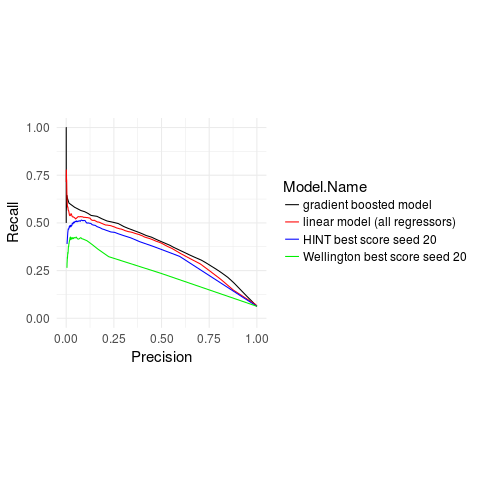 1.00
0.75
0.50
0.25
0.00
Recall
0.00 0.25 0.50 0.75 1.00
Precision
Model.Name
gradient boosted model
linear model (all regressors)
HINT best score seed 20
Wellington best score seed 20